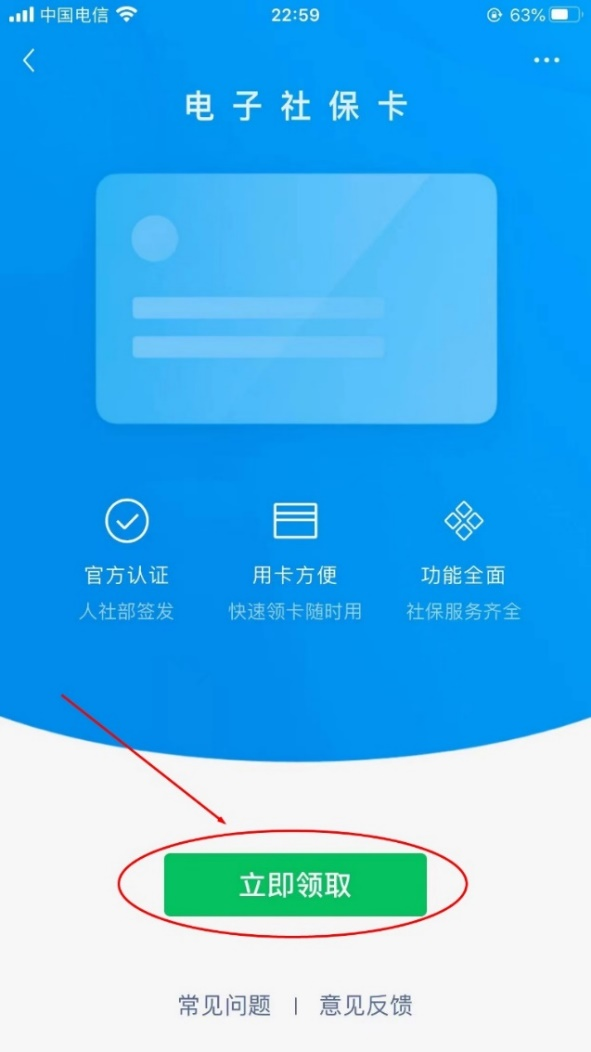 中国电信 22:59 63%
电子社保卡
官方认证 用卡方便 功能全面
人社部签发 快速领卡随时用 社保服务齐全
立即领取
常见问题 | 意见反馈